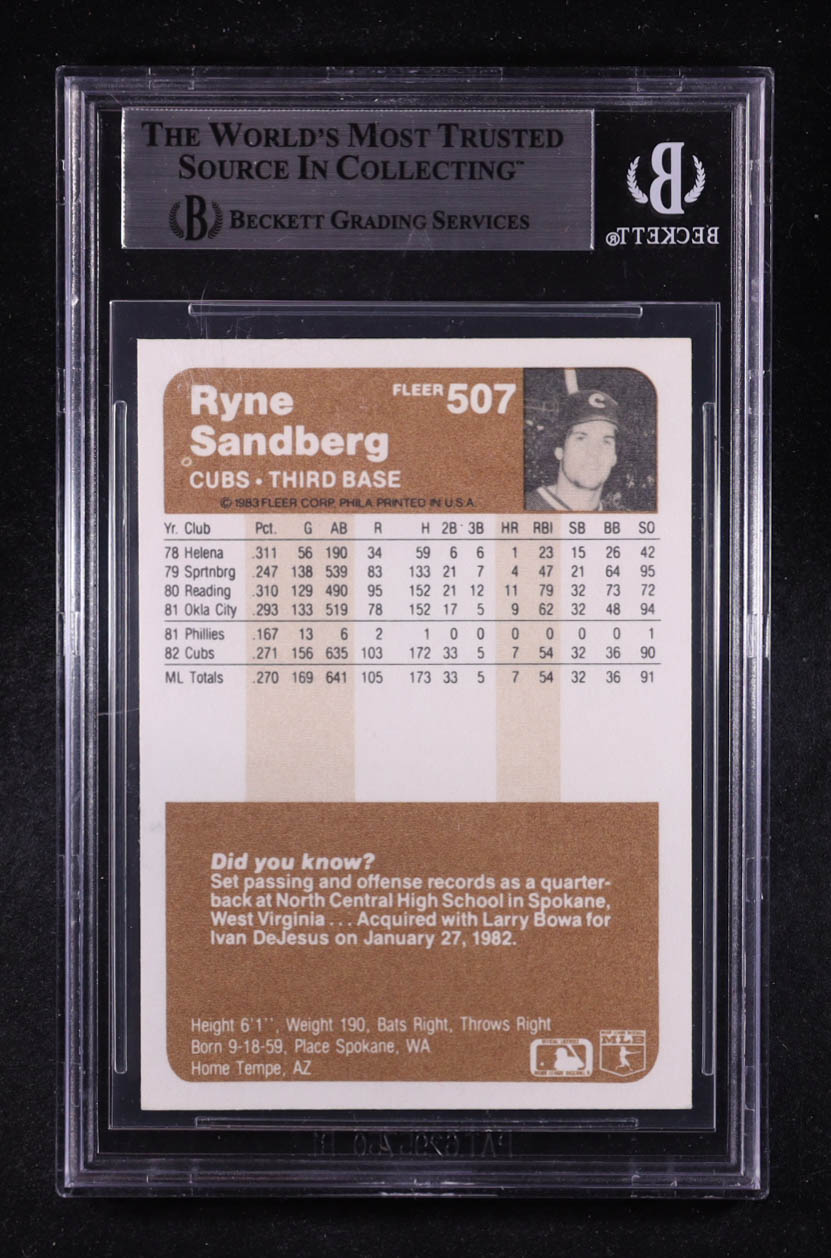 THE WORLD'S MOST TRUSTED
SOURCE IN COLLECTING™
B BECKETT GRADING SERVICES
B
BECKETT®
Ryne
Sandberg
FLEER 507
C
CUBS • THIRD BASE
© 1983 FLEER CORP. PHILA. PRINTED IN U.S.A.
Yr. Club Pct. G AB R H 2B 3B HR RBI SB BB SO
78 Helena .311 56 190 34 59 6 6 1 23 15 26 42
79 Sprtnbrg .247 138 539 83 133 21 7 4 47 21 64 95
80 Reading .310 129 490 95 152 21 12 11 79 32 73 72
81 Okla City .293 133 519 78 152 17 5 9 62 32 48 94
81 Phillies .167 13 6 2 1 0 0 0 0 0 0 1
82 Cubs .271 156 635 103 172 33 5 7 54 32 36 90
ML Totals .270 169 641 105 173 33 5 7 54 32 36 91
Did you know?
Set passing and offense records as a quarter-
back at North Central High School in Spokane,
West Virginia . . . Acquired with Larry Bowa for
Ivan DeJesus on January 27, 1982.
Height 6'1'', Weight 190, Bats Right, Throws Right
Born 9-18-59, Place Spokane, WA
Home Tempe, AZ
MLB